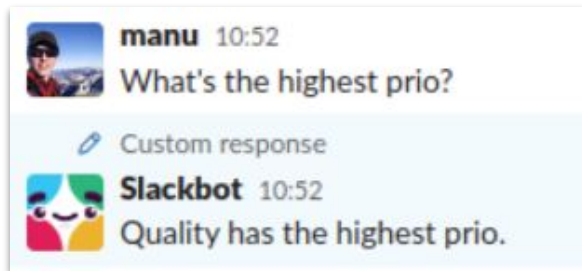 manu 10:52
What's the highest prio?
Custom response
Slackbot 10:52
Quality has the highest prio.